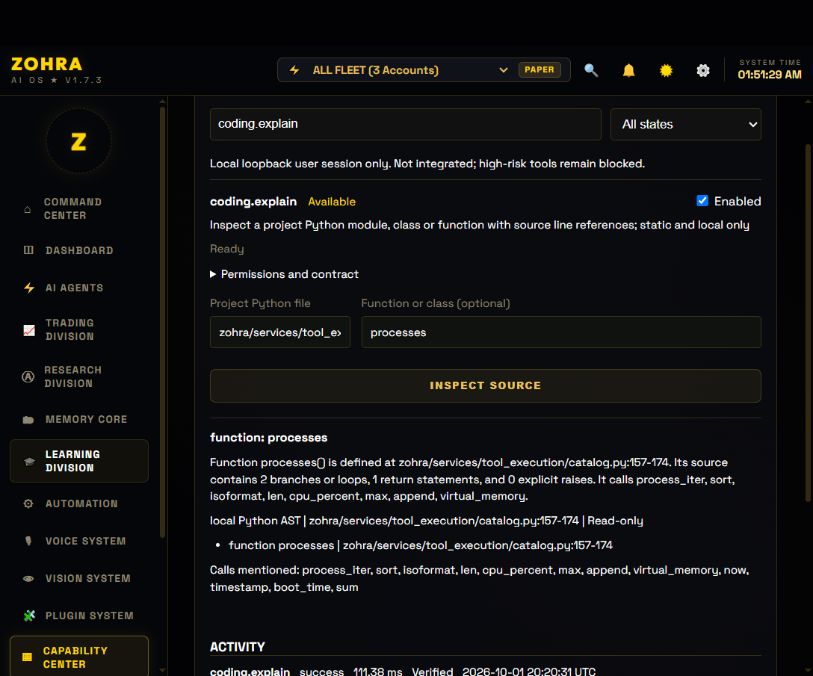 ZOHRA
AI OS ★ V1.7.3
ALL FLEET (3 Accounts)
PAPER
SYSTEM TIME
01:51:29 AM
Z
COMMAND
CENTER
DASHBOARD
AI AGENTS
TRADING
DIVISION
RESEARCH
DIVISION
MEMORY CORE
LEARNING
DIVISION
AUTOMATION
VOICE SYSTEM
VISION SYSTEM
PLUGIN SYSTEM
CAPABILITY
CENTER
coding.explain
All states
Local loopback user session only. Not integrated; high-risk tools remain blocked.
coding.explain Available
Enabled
Inspect a project Python module, class or function with source line references; static and local only
Ready
Permissions and contract
Project Python file
Function or class (optional)
zohra/services/tool_ex
processes
INSPECT SOURCE
function: processes
Function processes() is defined at zohra/services/tool_execution/catalog.py:157-174. Its source
contains 2 branches or loops, 1 return statements, and 0 explicit raises. It calls process_iter, sort,
isoformat, len, cpu_percent, max, append, virtual_memory.
local Python AST | zohra/services/tool_execution/catalog.py:157-174 | Read-only
• function processes | zohra/services/tool_execution/catalog.py:157-174
Calls mentioned: process_iter, sort, isoformat, len, cpu_percent, max, append, virtual_memory, now,
timestamp, boot_time, sum
ACTIVITY
coding.explain success 111.38 ms Verified 2026-10-01 20:20:31 UTC